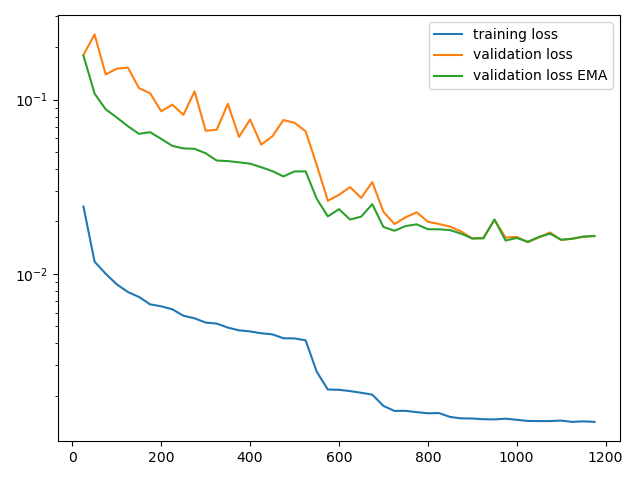 training loss
validation loss
validation loss EMA
10⁻¹
10⁻²
0 200 400 600 800 1000 1200